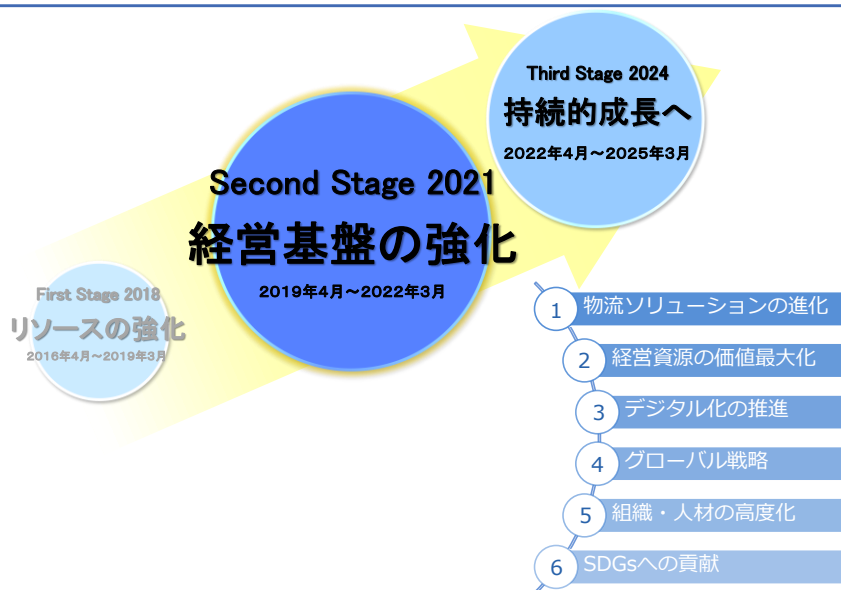 Third Stage 2024
持続的成長へ
2022年4月～2025年3月
Second Stage 2021
経営基盤の強化
2019年4月～2022年3月
First Stage 2018
リソースの強化
2016年4月～2019年3月
1 物流ソリューションの進化
2 経営資源の価値最大化
3 デジタル化の推進
4 グローバル戦略
5 組織・人材の高度化
6 SDGsへの貢献